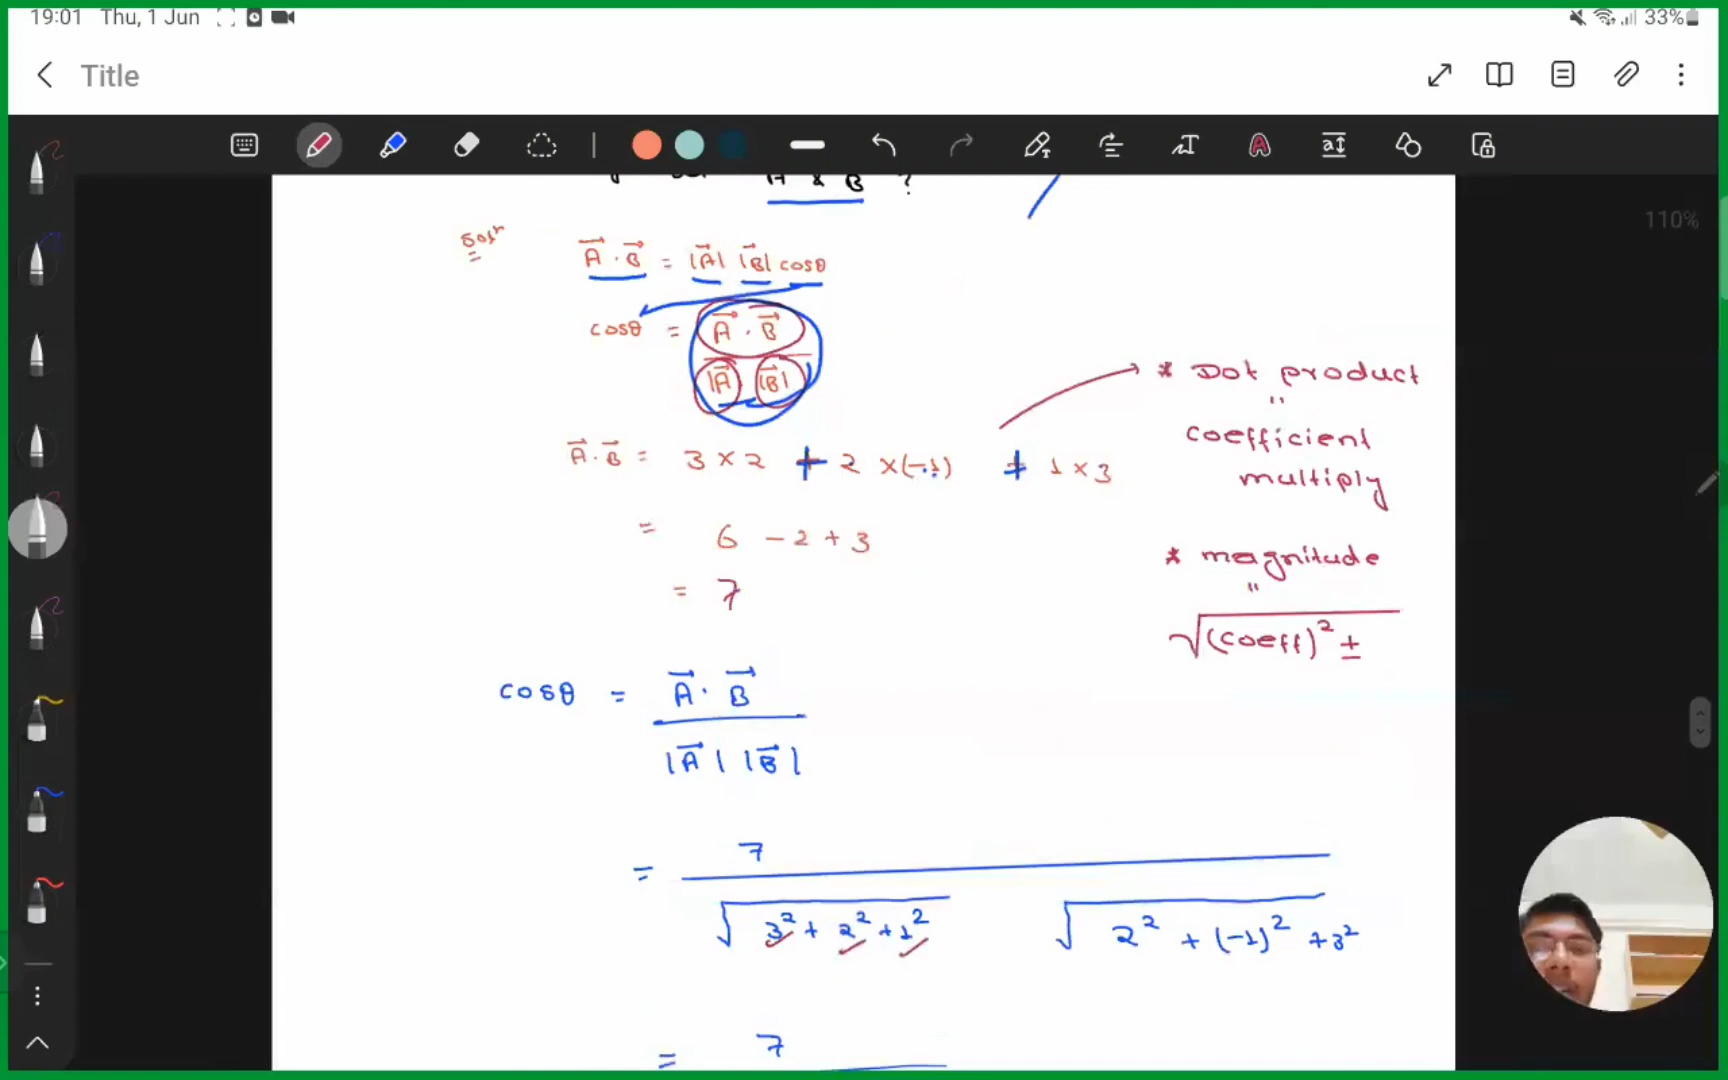 19:01 Thu, 1 Jun
33%
Title
110%
A & B ?
Solⁿ
A⃗ . B⃗ = |A⃗| |B⃗| cosθ
cosθ = A⃗ . B⃗
|A⃗| |B⃗|
* Dot product
"
coefficient
multiply
A⃗ . B⃗ = 3 × 2 + 2 × (-1) + 1 × 3
= 6 - 2 + 3
= 7
* magnitude
"
√(coeff)² ±
cosθ = A⃗ . B⃗
|A⃗| |B⃗|
= 7
√3² + 2² + 1² √2² + (-1)² + 3²
= 7